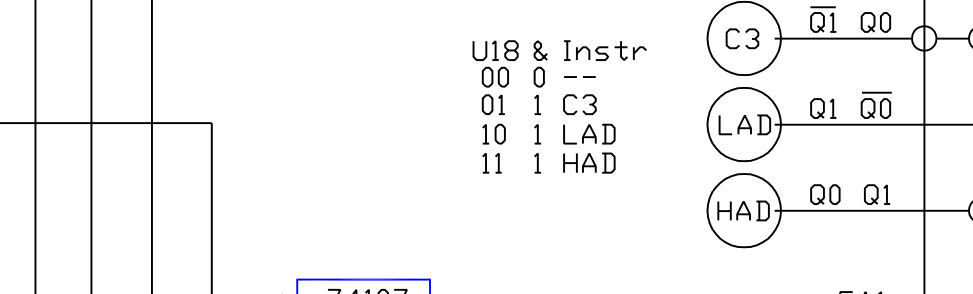 U18 & Instr
00 0 --
01 1 C3
10 1 LAD
11 1 HAD
C3 Q̅1̅ Q0
LAD Q1 Q̅0̅
HAD Q0 Q1